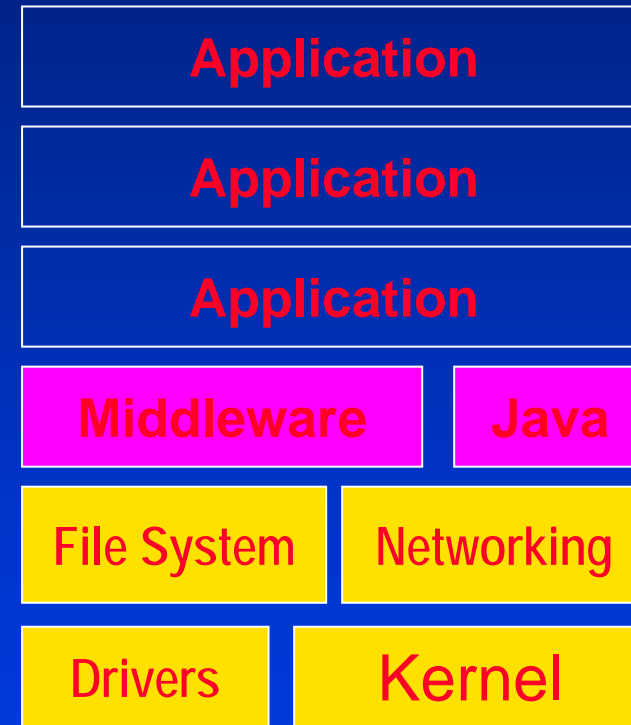 Application
Application
Application
Middleware Java
File System Networking
Drivers Kernel